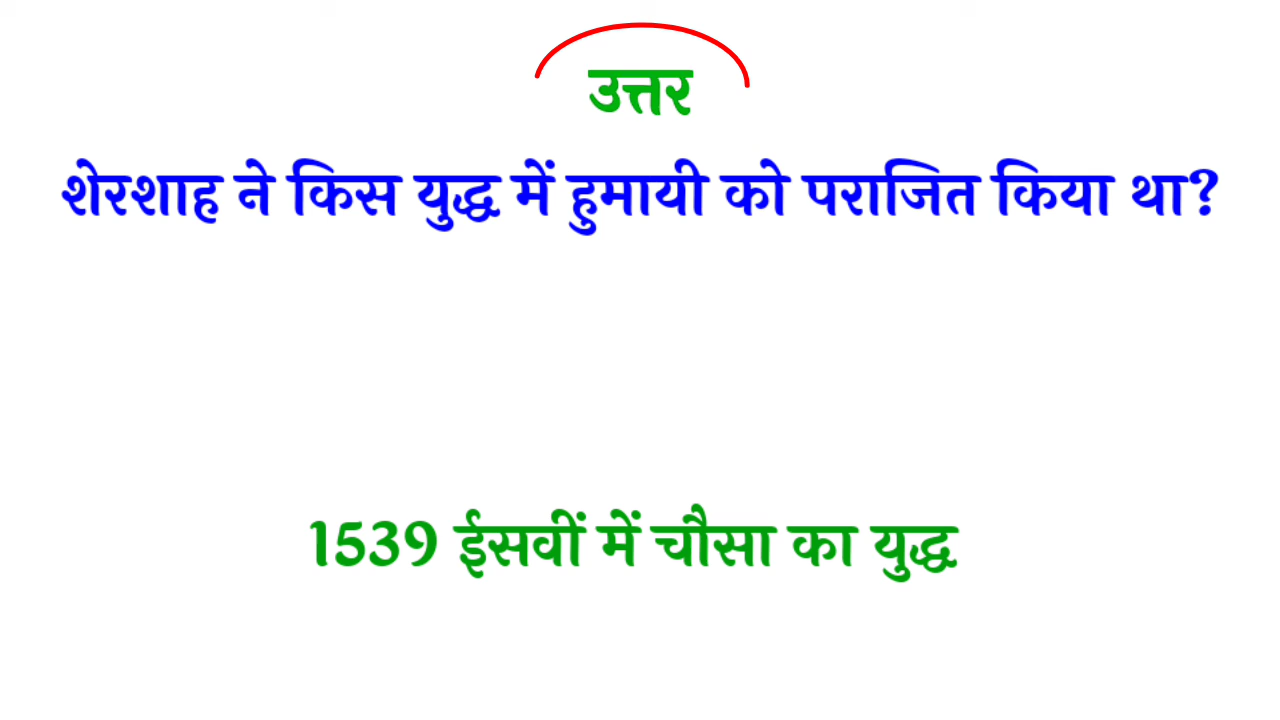 उत्तर
शेरशाह ने किस युद्ध में हुमायी को पराजित किया था?
1539 ईसवीं में चौसा का युद्ध